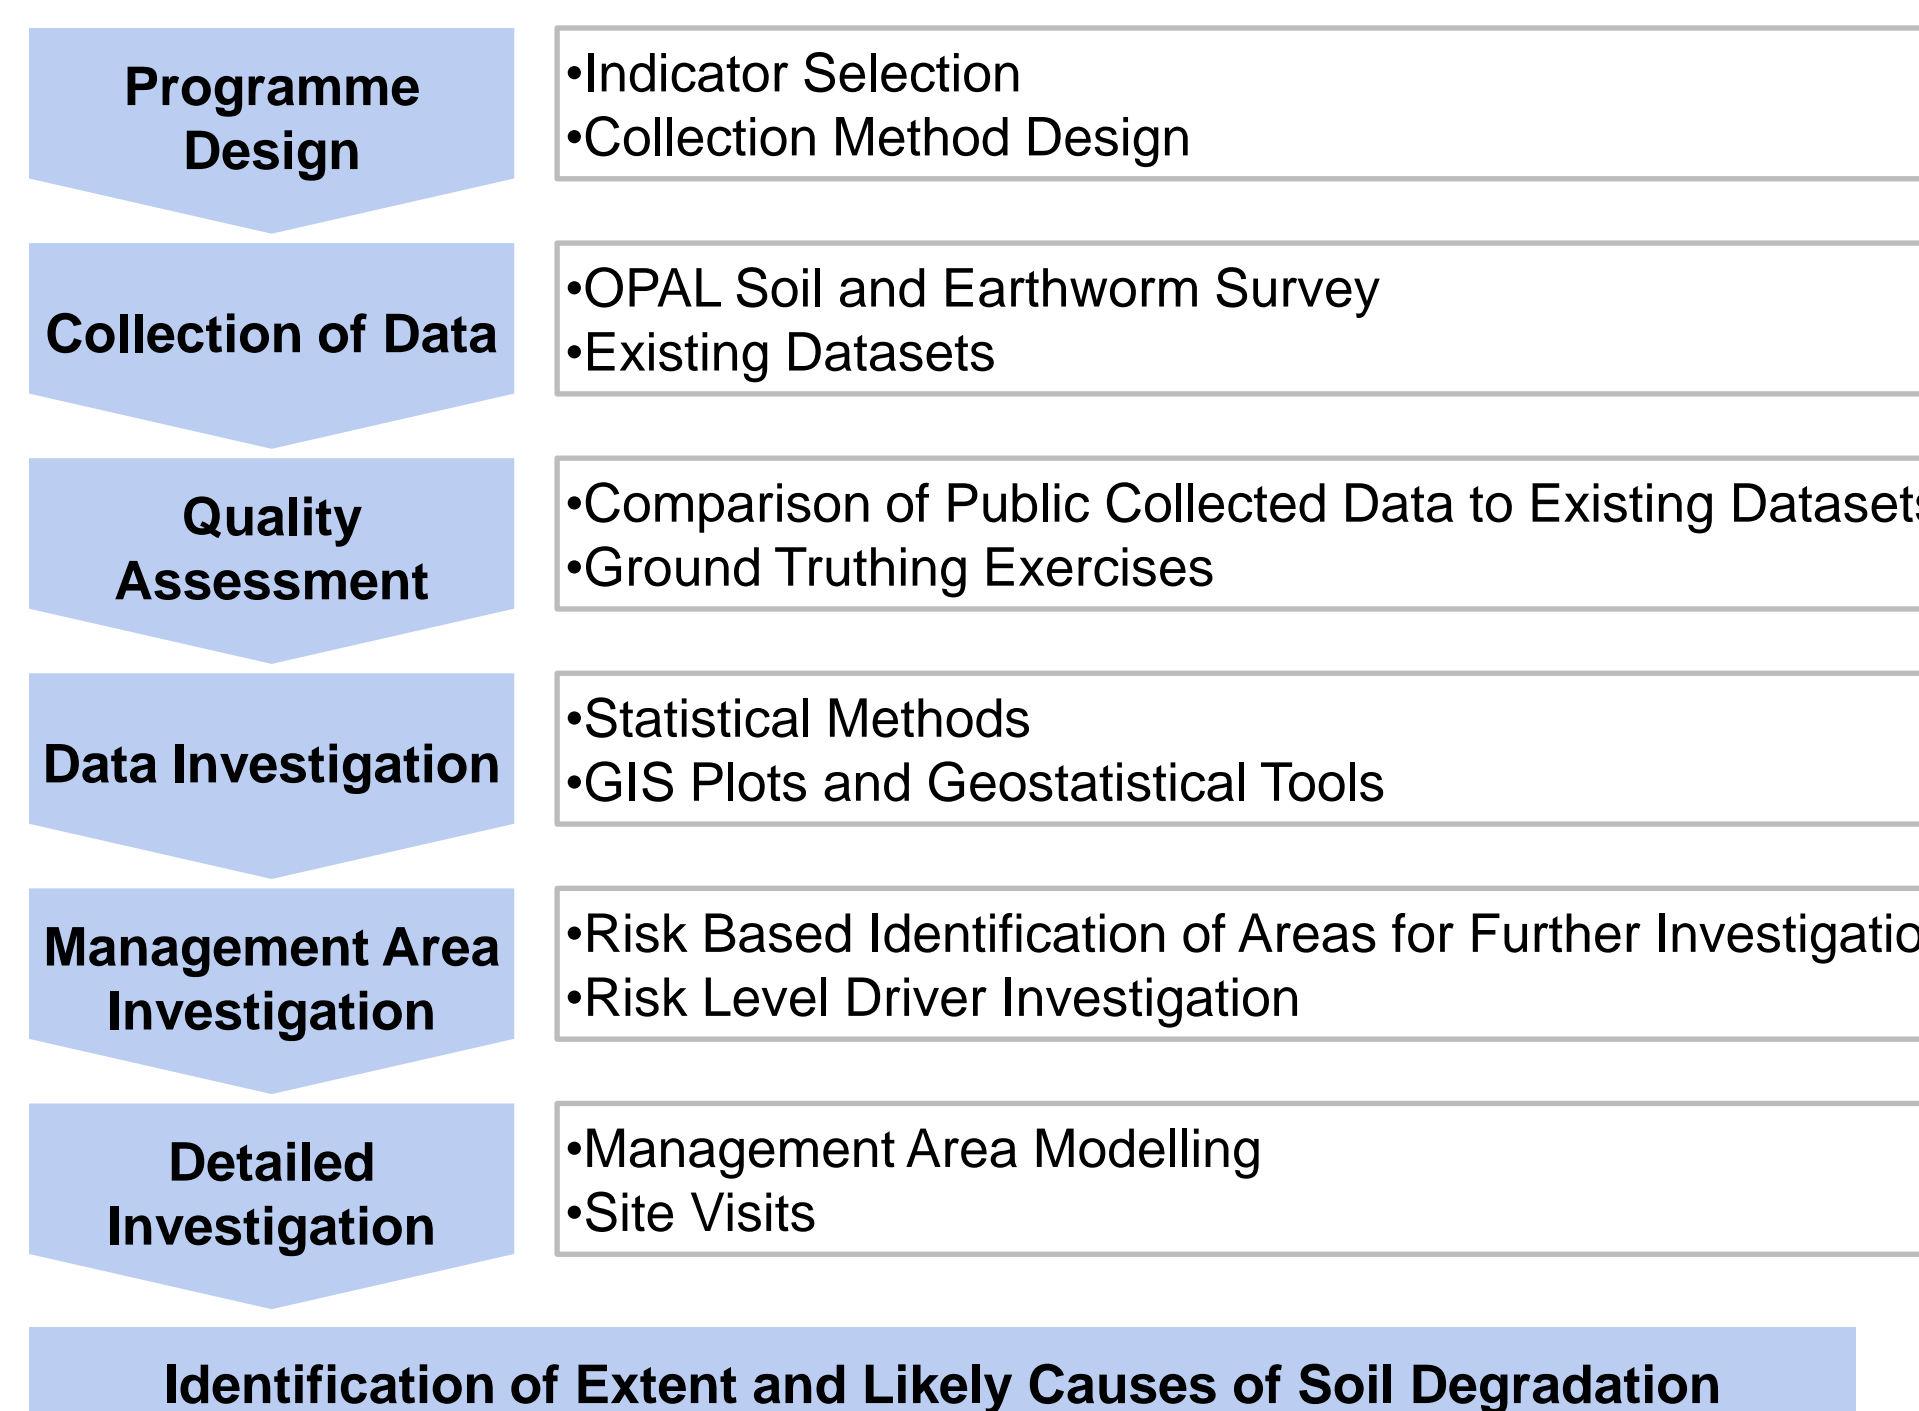 Programme
Design
•Indicator Selection
•Collection Method Design
Collection of Data
•OPAL Soil and Earthworm Survey
•Existing Datasets
Quality
Assessment
•Comparison of Public Collected Data to Existing Datasets
•Ground Truthing Exercises
Data Investigation
•Statistical Methods
•GIS Plots and Geostatistical Tools
Management Area
Investigation
•Risk Based Identification of Areas for Further Investigatio
•Risk Level Driver Investigation
Detailed
Investigation
•Management Area Modelling
•Site Visits
Identification of Extent and Likely Causes of Soil Degradation